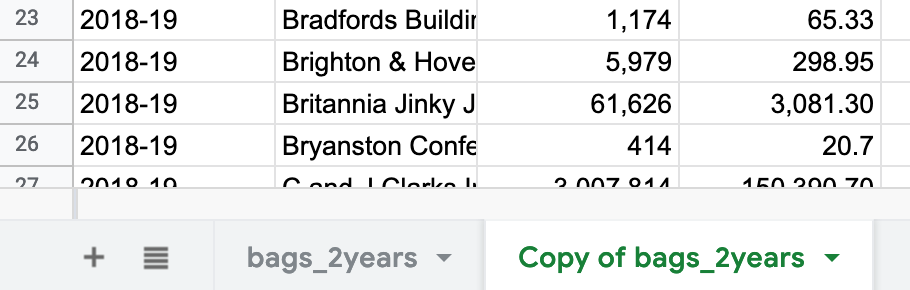 23 2018-19 Bradfords Buildin 1,174 65.33
24 2018-19 Brighton & Hove 5,979 298.95
25 2018-19 Britannia Jinky J 61,626 3,081.30
26 2018-19 Bryanston Confe 414 20.7
27 2018-19 C and J Clarks I 3,007,814 150,390.70
+ bags_2years Copy of bags_2years